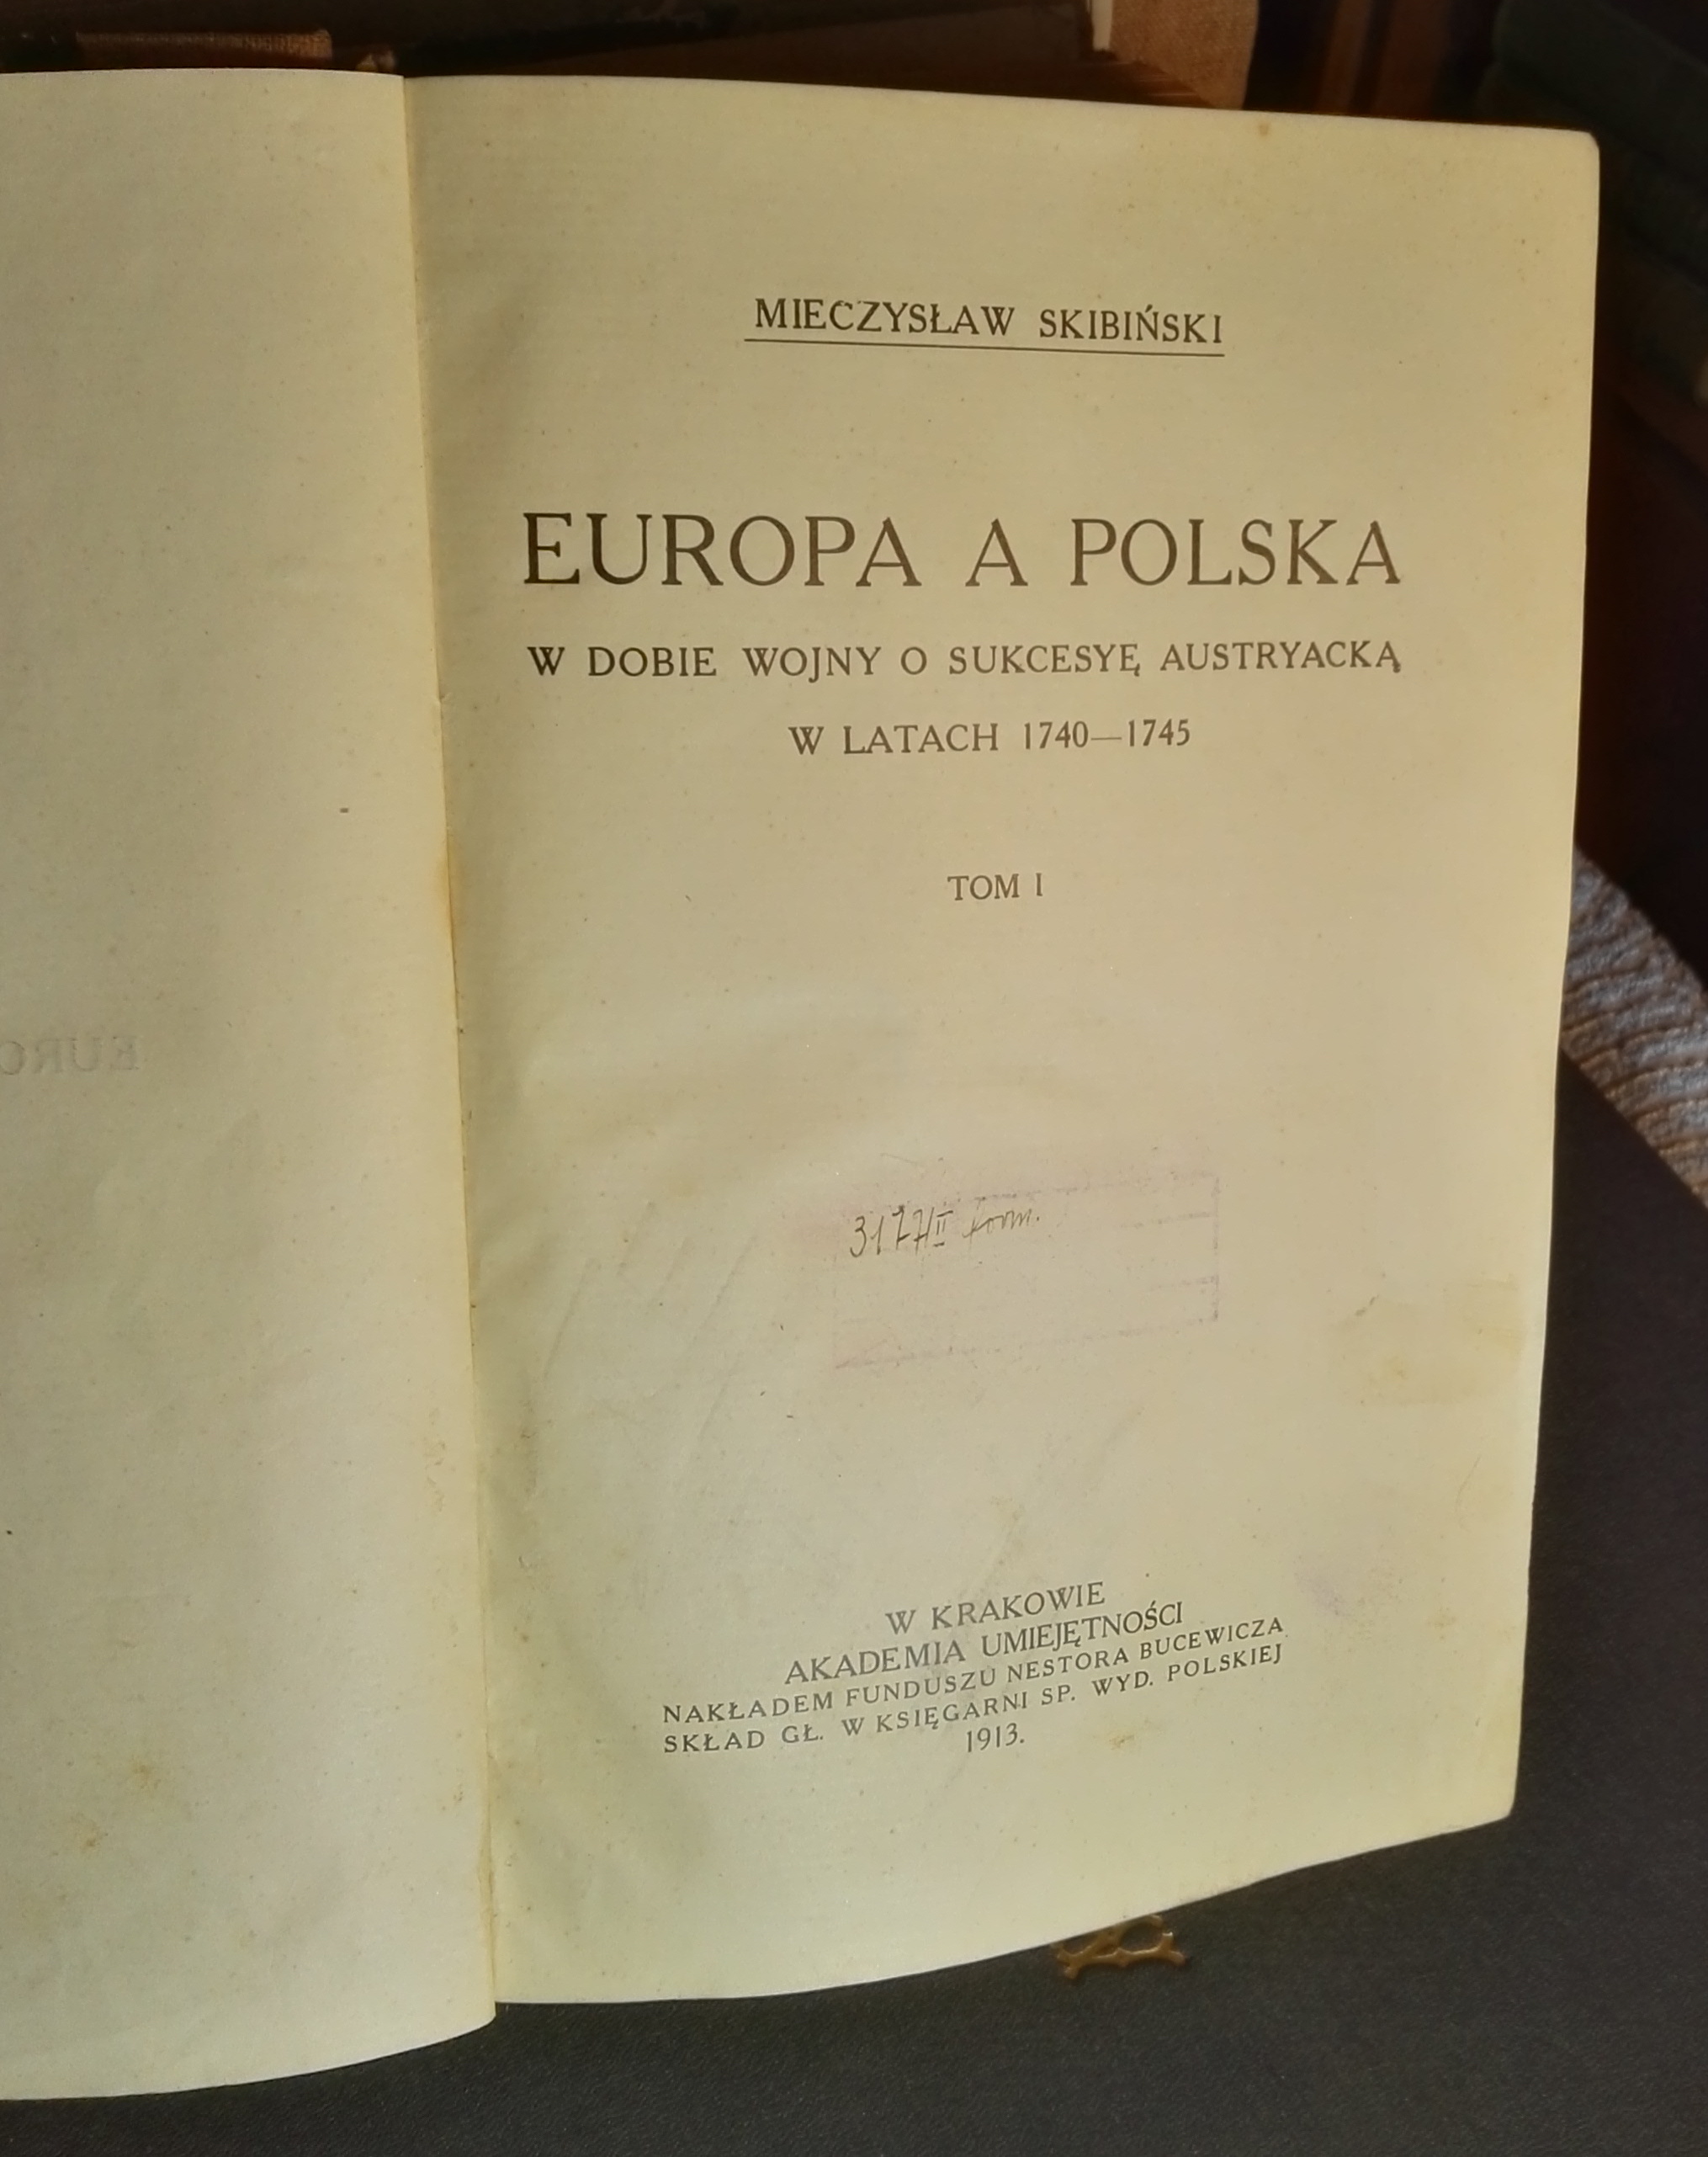 MIECZYSŁAW SKIBIŃSKI
EUROPA A POLSKA
W DOBIE WOJNY O SUKCESYĘ AUSTRYACKĄ
W LATACH 1740—1745
TOM I
W KRAKOWIE
AKADEMIA UMIEJĘTNOŚCI
NAKŁADEM FUNDUSZU NESTORA BUCEWICZA
SKŁAD GŁ. W KSIĘGARNI SP. WYD. POLSKIEJ
1913.